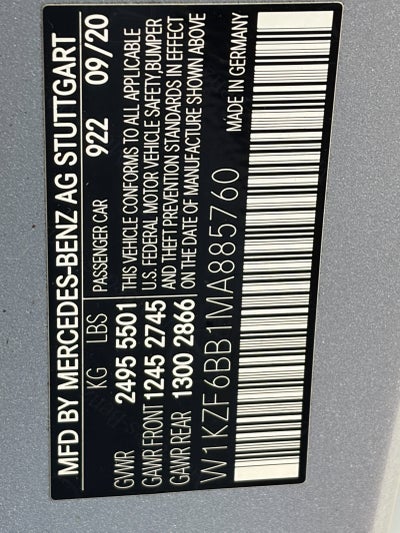 MFD BY MERCEDES-BENZ AG STUTTGART
KG LBS PASSENGER CAR 922 09/20
GVWR 2495 5501 THIS VEHICLE CONFORMS TO ALL APPLICABLE
GAWR FRONT 1245 2745 U.S. FEDERAL MOTOR VEHICLE SAFETY,BUMPER
GAWR REAR 1300 2866 AND THEFT PREVENTION STANDARDS IN EFFECT
ON THE DATE OF MANUFACTURE SHOWN ABOVE
W1KZF6BB1MA885760 MADE IN GERMANY